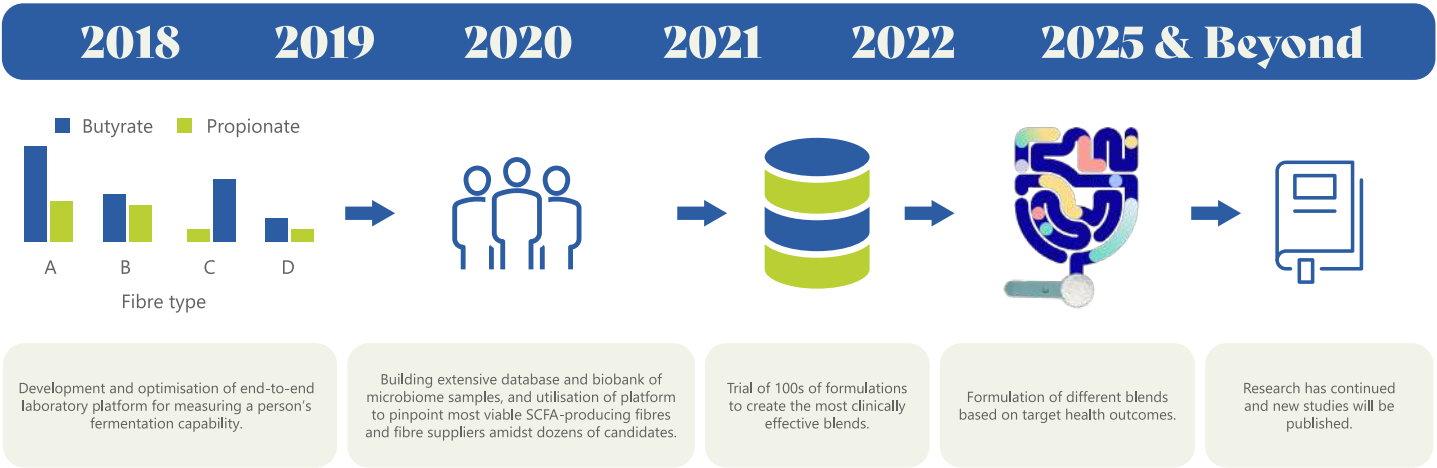 2018 2019 2020 2021 2022 2025 & Beyond
Butyrate Propionate
A B C D
Fibre type
Development and optimisation of end-to-end
laboratory platform for measuring a person's
fermentation capability.
Building extensive database and biobank of
microbiome samples, and utilisation of platform
to pinpoint most viable SCFA-producing fibres
and fibre suppliers amidst dozens of candidates.
Trial of 100s of formulations
to create the most clinically
effective blends.
Formulation of different blends
based on target health outcomes.
Research has continued
and new studies will be
published.